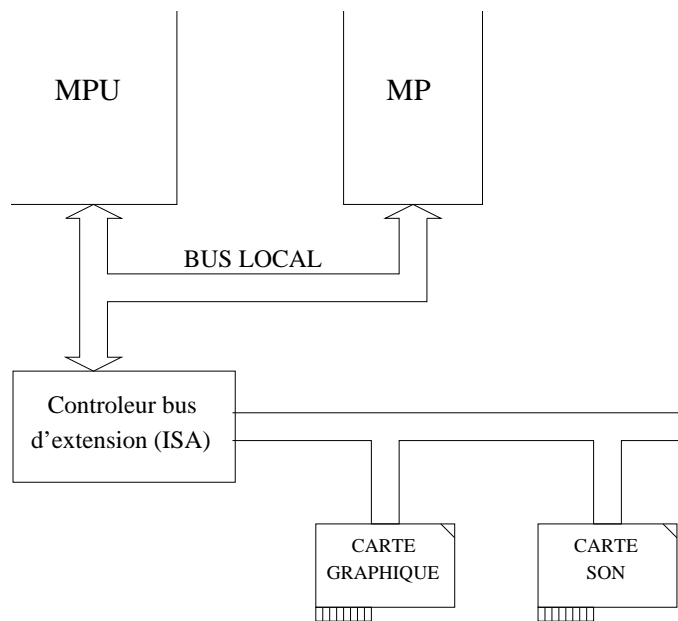 MPU
MP
BUS LOCAL
Controleur bus
d'extension (ISA)
CARTE
GRAPHIQUE
CARTE
SON